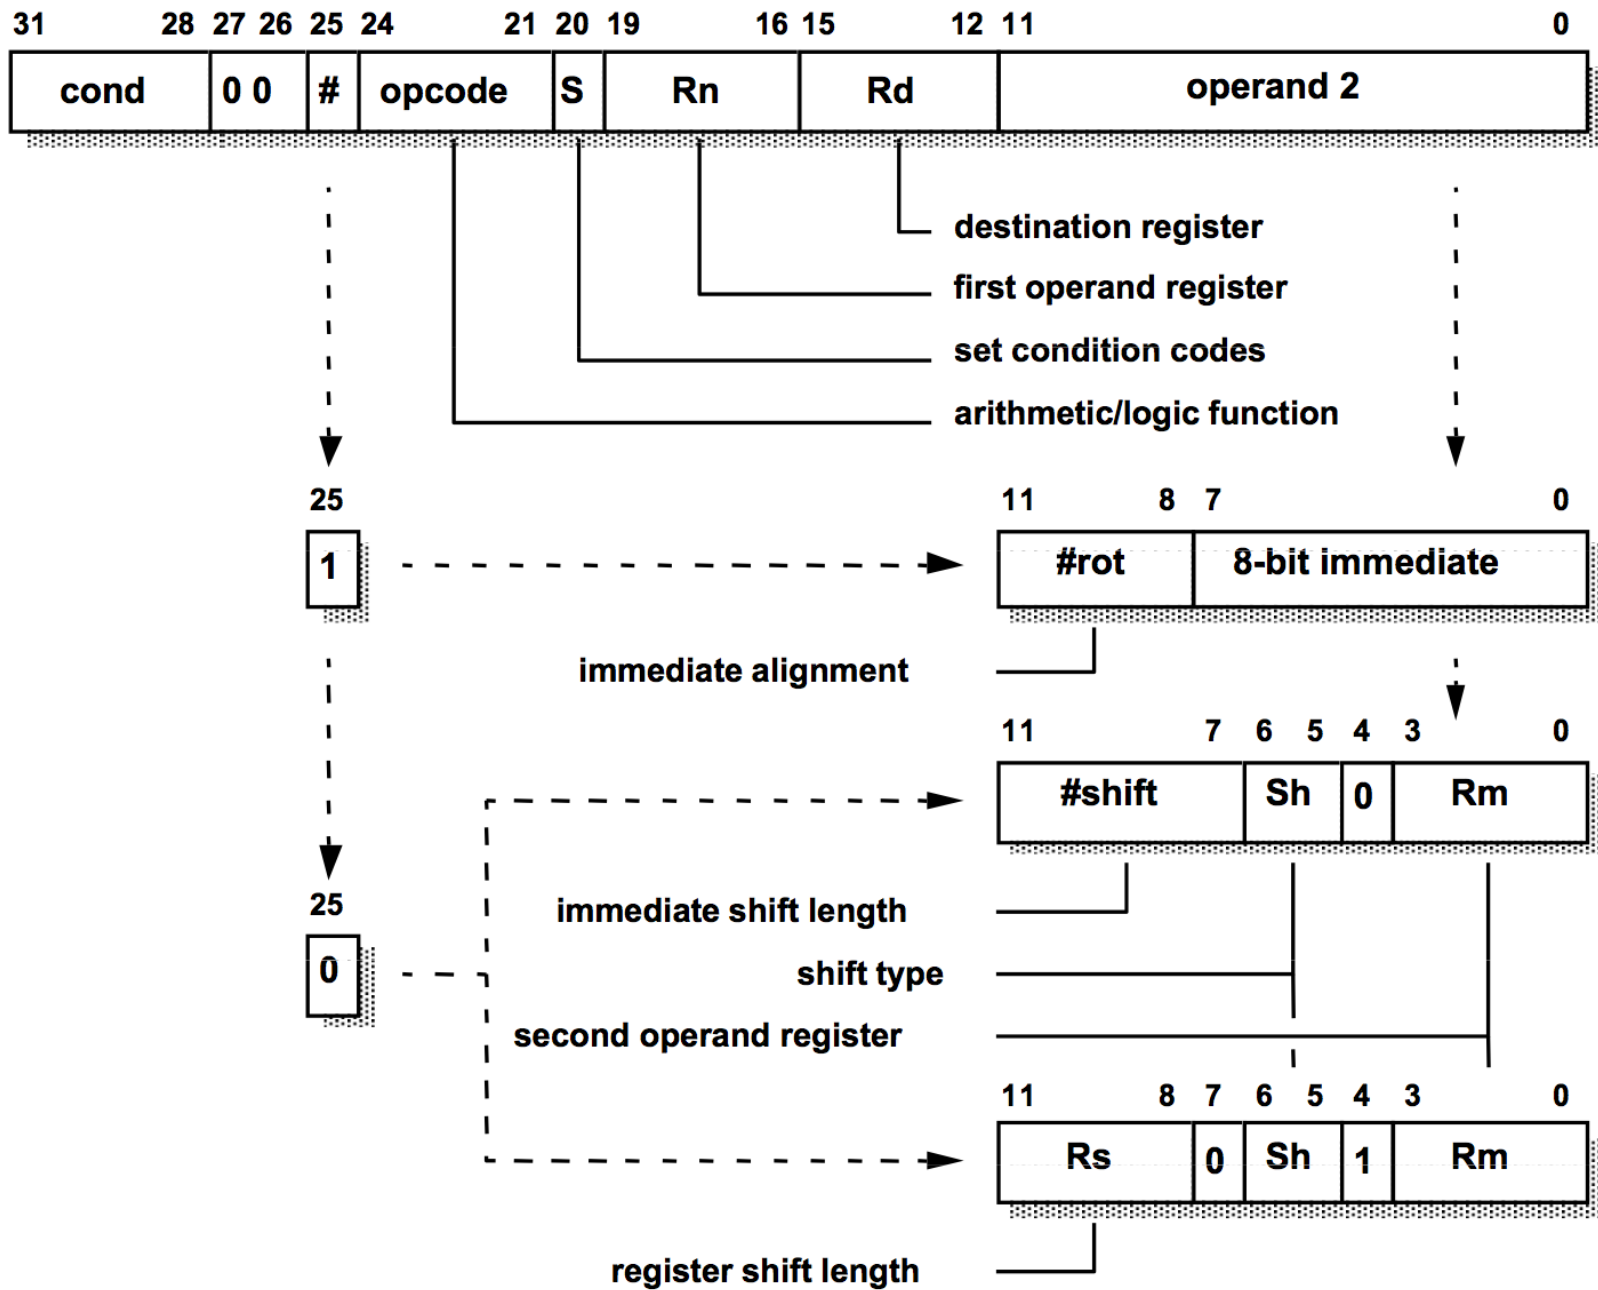 31 28 27 26 25 24 21 20 19 16 15 12 11 0
cond 0 0 # opcode S Rn Rd operand 2
destination register
first operand register
set condition codes
arithmetic/logic function
25 11 8 7 0
1 #rot 8-bit immediate
immediate alignment
11 7 6 5 4 3 0
#shift Sh 0 Rm
25
immediate shift length
0
shift type
second operand register
11 8 7 6 5 4 3 0
Rs 0 Sh 1 Rm
register shift length